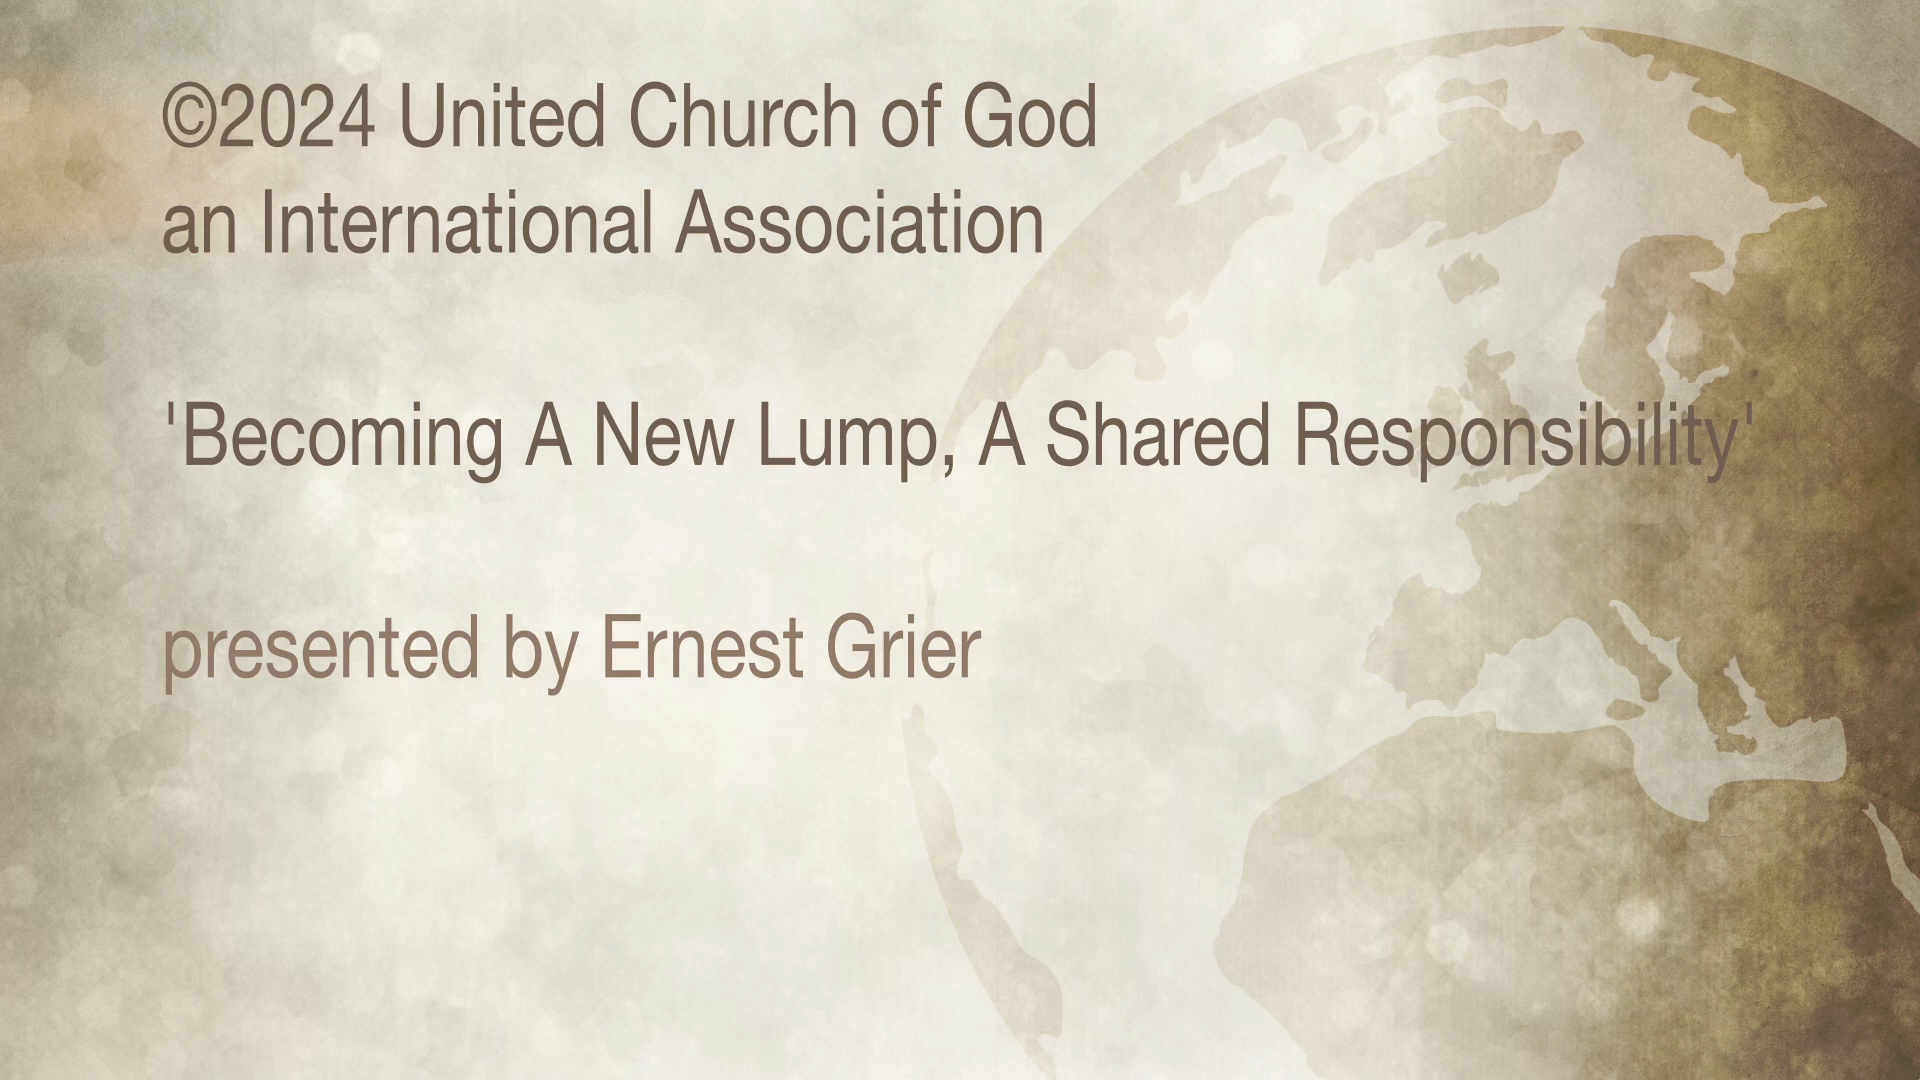 ©2024 United Church of God
an International Association
'Becoming A New Lump, A Shared Responsibility'
presented by Ernest Grier